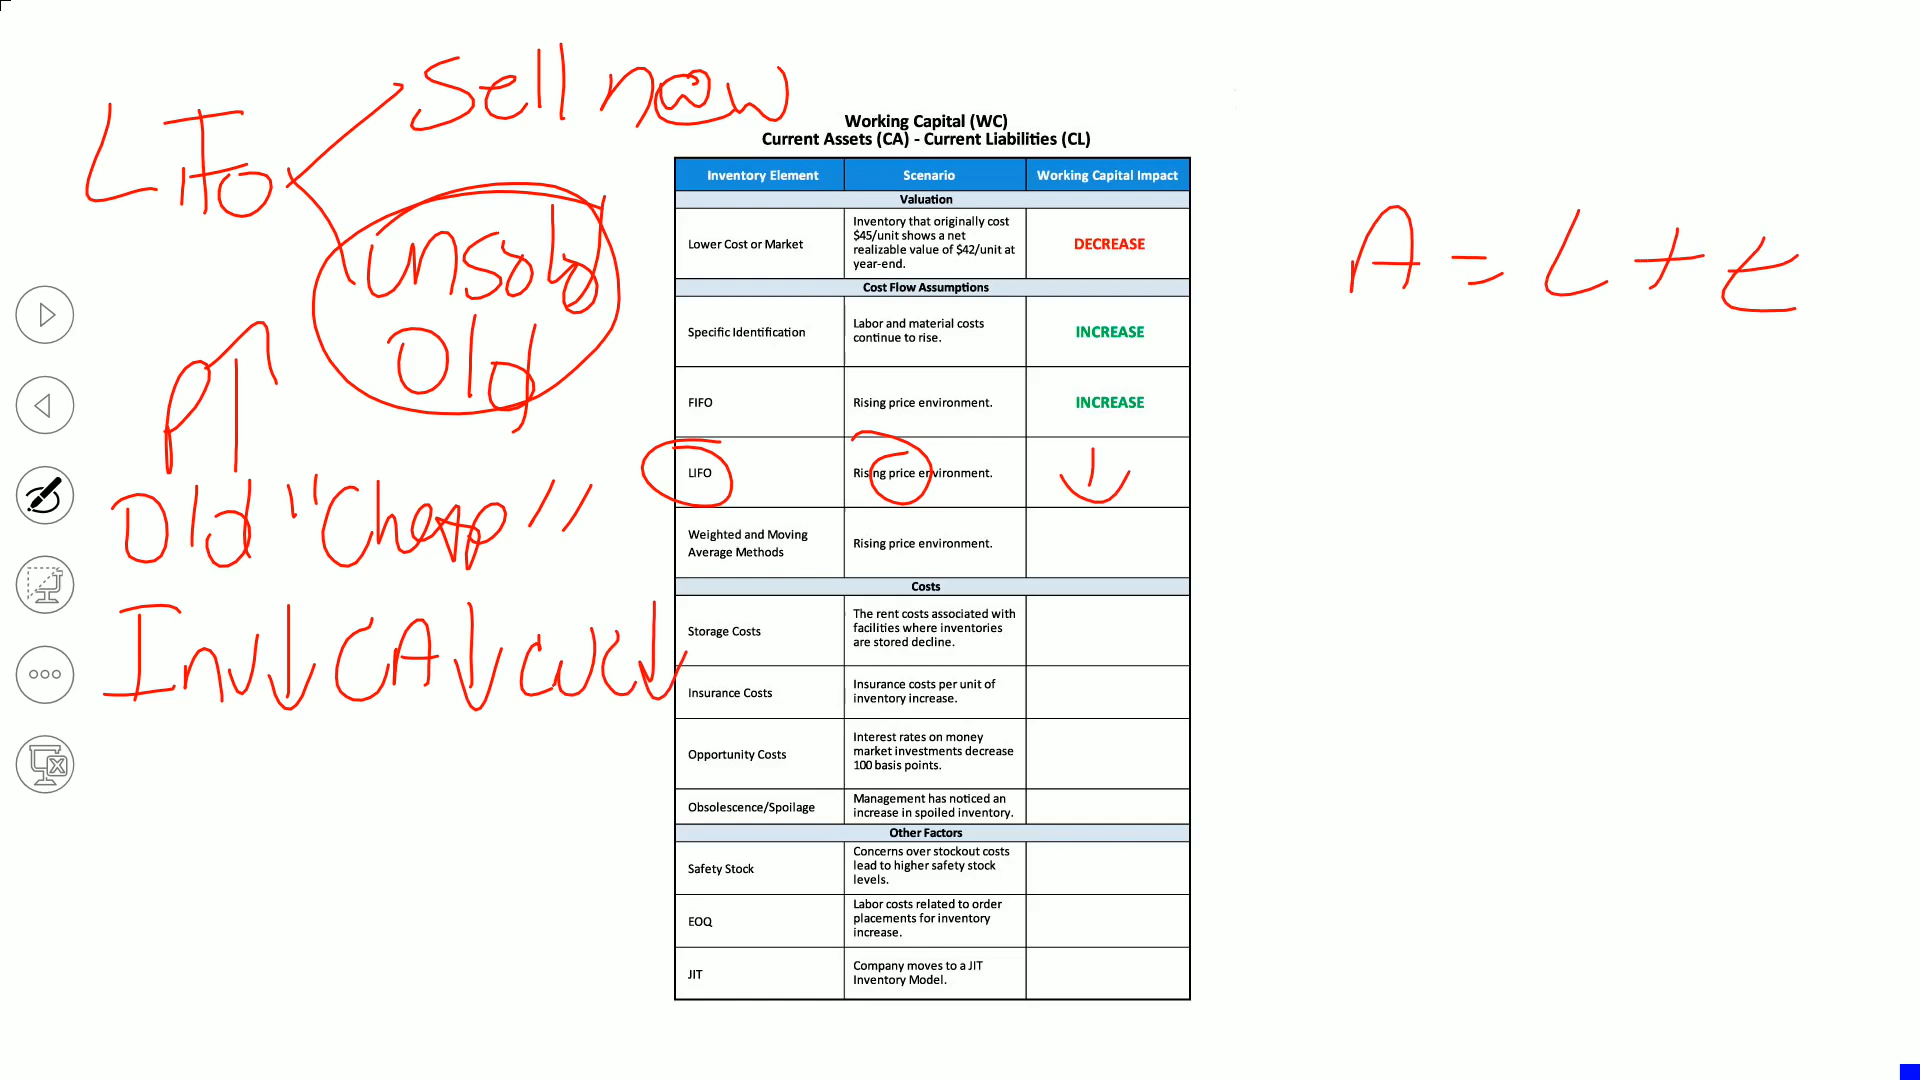 LIFO
Sell now
unsold
Old
P↑
Old "Cheap"
Inv↓ CA↓ WC↓
Working Capital (WC)
Current Assets (CA) - Current Liabilities (CL)
Inventory Element Scenario Working Capital Impact
Valuation
Lower Cost or Market
Inventory that originally cost
$45/unit shows a net
realizable value of $42/unit at
year-end.
DECREASE
Cost Flow Assumptions
Specific Identification
Labor and material costs
continue to rise.
INCREASE
FIFO Rising price environment. INCREASE
LIFO Rising price environment. ↓
Weighted and Moving
Average Methods
Rising price environment.
Costs
Storage Costs
The rent costs associated with
facilities where inventories
are stored decline.
Insurance Costs
Insurance costs per unit of
inventory increase.
Opportunity Costs
Interest rates on money
market investments decrease
100 basis points.
Obsolescence/Spoilage
Management has noticed an
increase in spoiled inventory.
Other Factors
Safety Stock
Concerns over stockout costs
lead to higher safety stock
levels.
EOQ
Labor costs related to order
placements for inventory
increase.
JIT
Company moves to a JIT
Inventory Model.
A = L + E